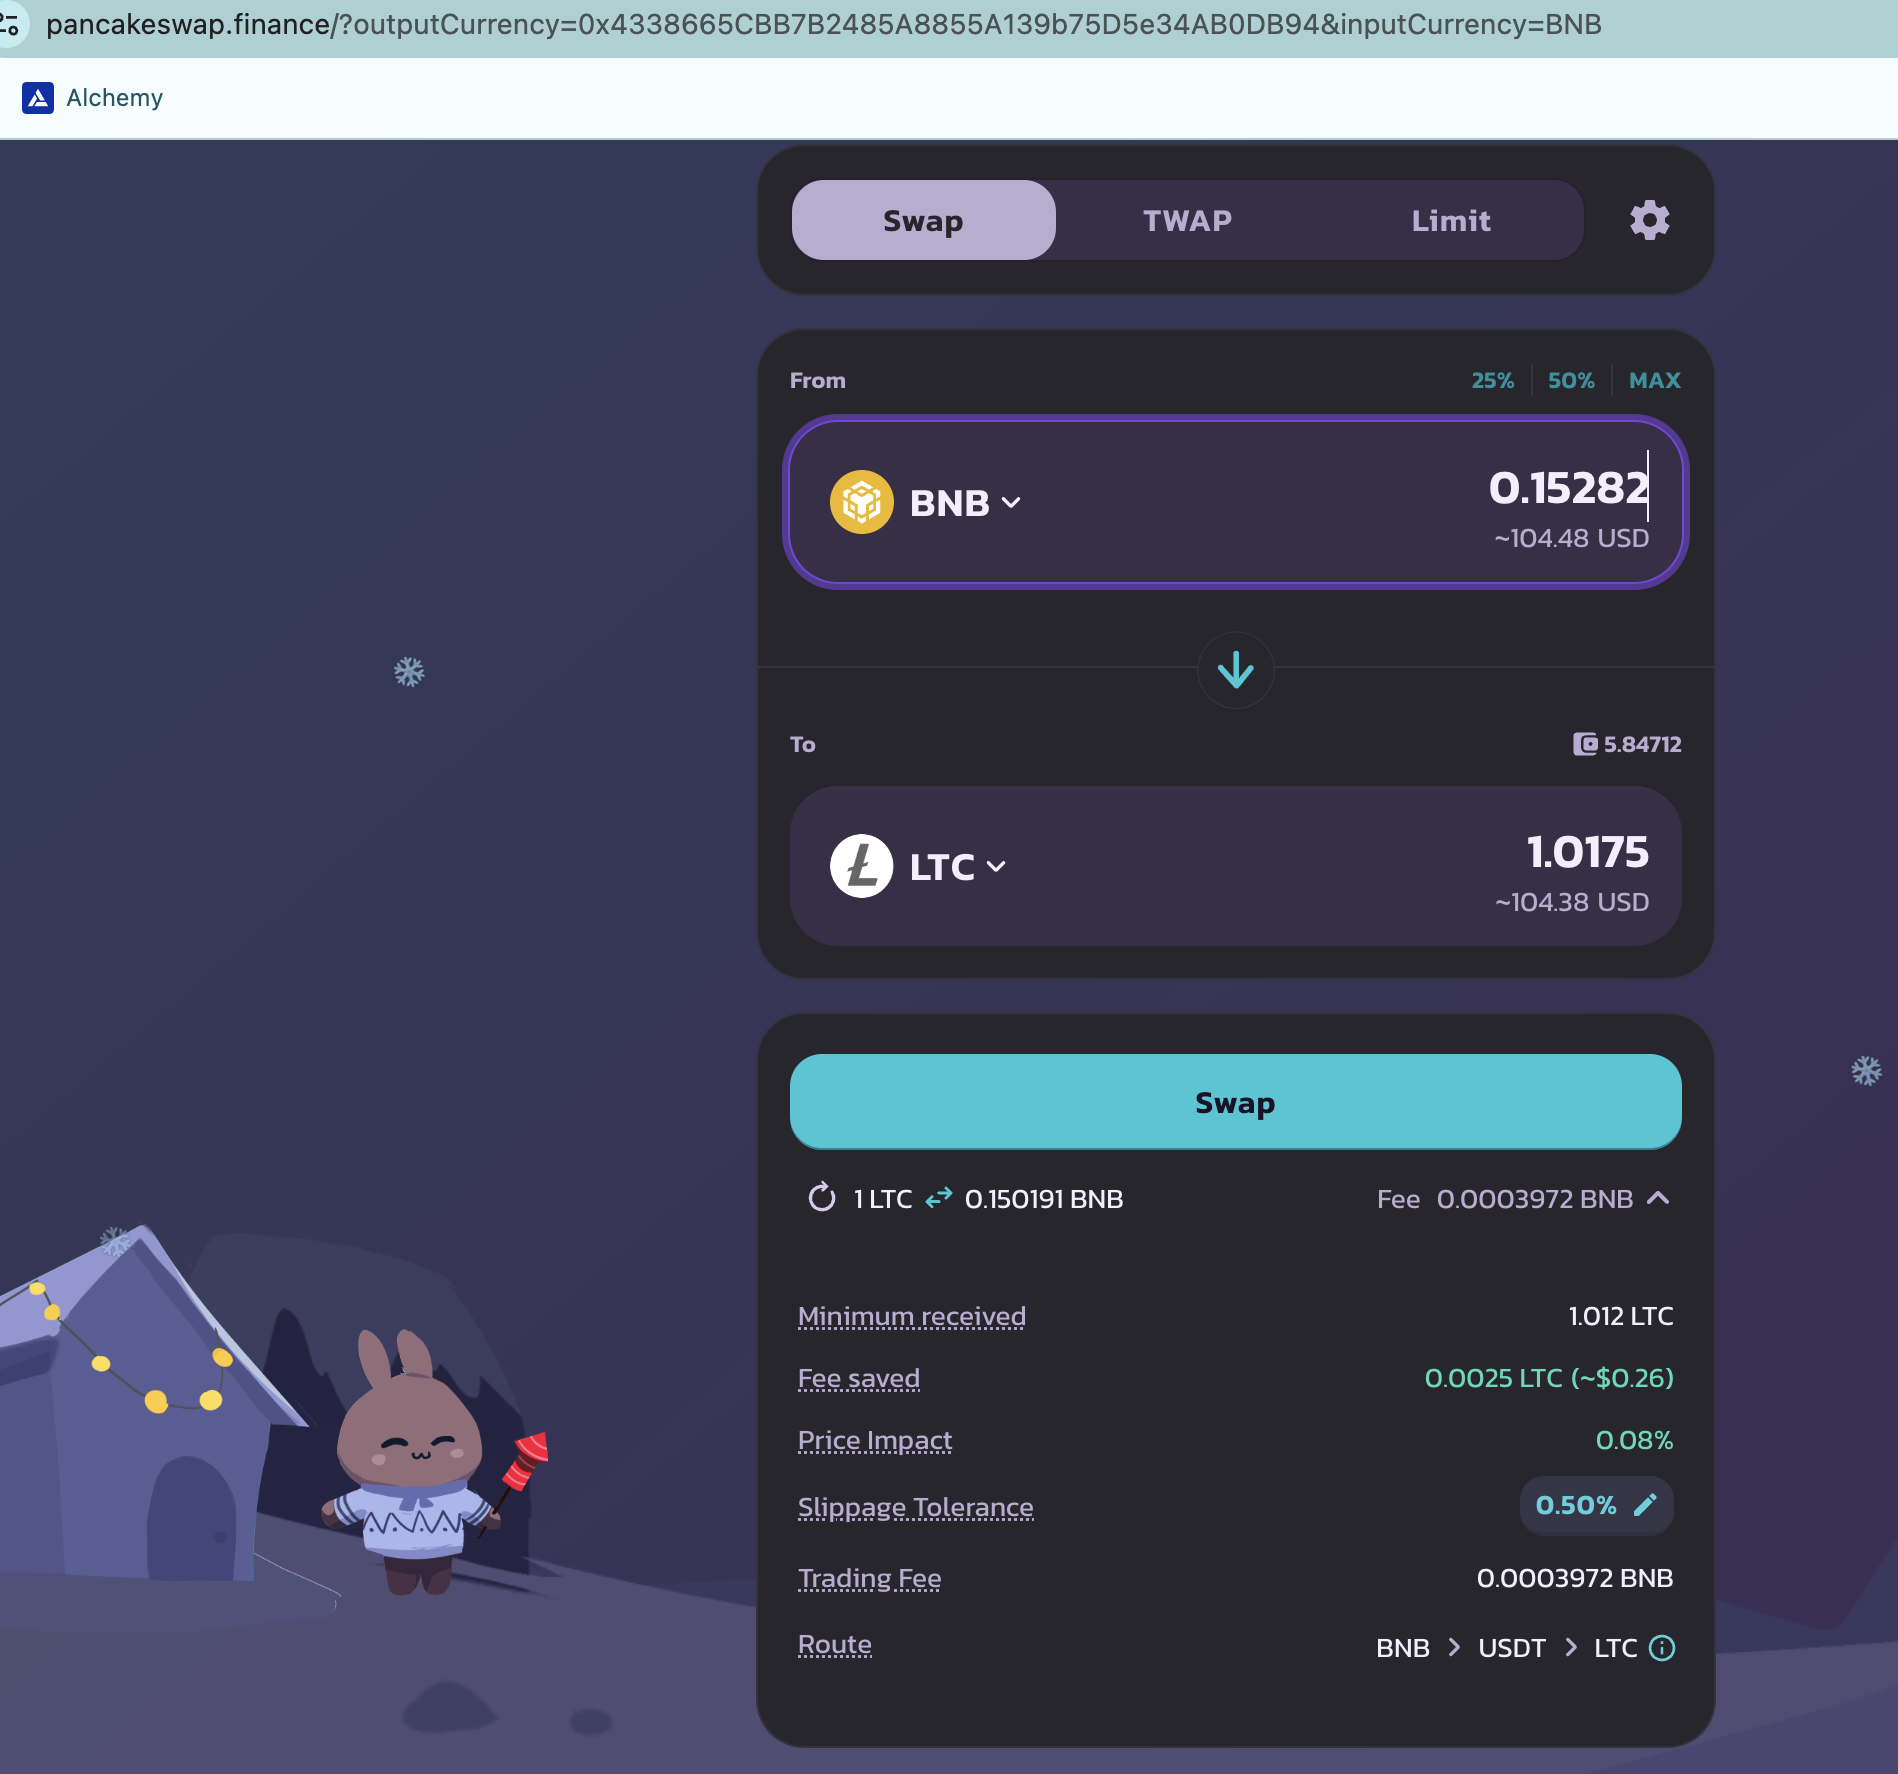 pancakeswap.finance/?outputCurrency=0x4338665CBB7B2485A8855A139b75D5e34AB0DB94&inputCurrency=BNB
Alchemy
Swap TWAP Limit
From 25% 50% MAX
BNB 0.15282
~104.48 USD
To 5.84712
LTC 1.0175
~104.38 USD
Swap
1 LTC 0.150191 BNB Fee 0.0003972 BNB
Minimum received 1.012 LTC
Fee saved 0.0025 LTC (~$0.26)
Price Impact 0.08%
Slippage Tolerance 0.50%
Trading Fee 0.0003972 BNB
Route BNB > USDT > LTC